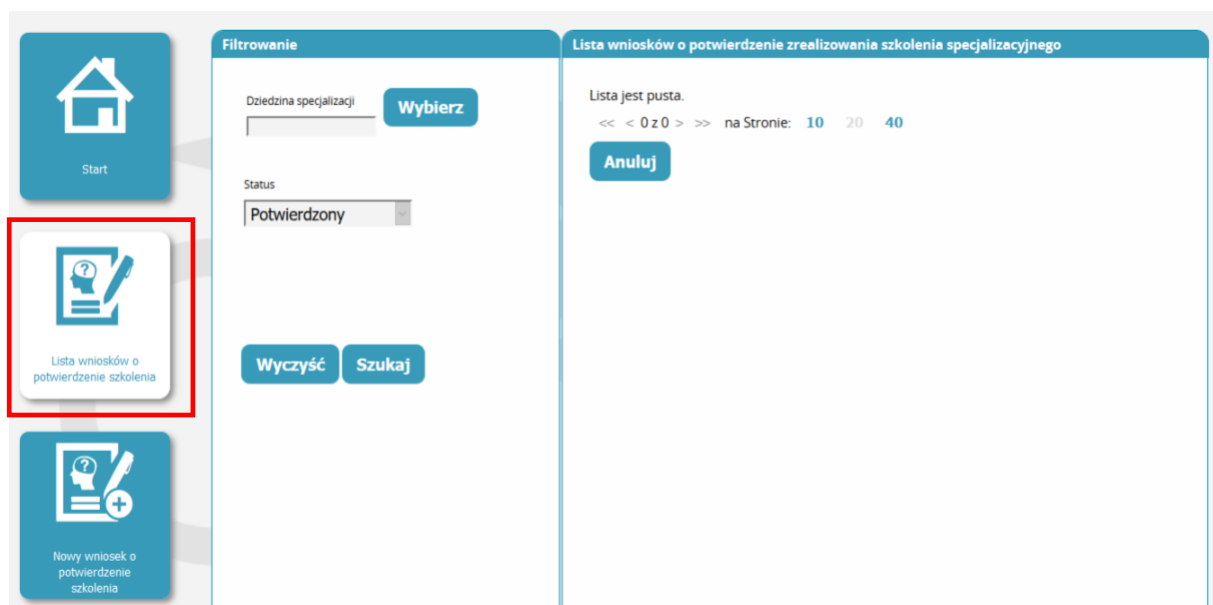 Start
Lista wniosków o
potwierdzenie szkolenia
Nowy wniosek o
potwierdzenie
szkolenia
Filtrowanie
Dziedzina specjalizacji
Wybierz
Status
Potwierdzony
Wyczyść Szukaj
Lista wniosków o potwierdzenie zrealizowania szkolenia specjalizacyjnego
Lista jest pusta.
<< < 0 z 0 > >> na Stronie: 10 20 40
Anuluj